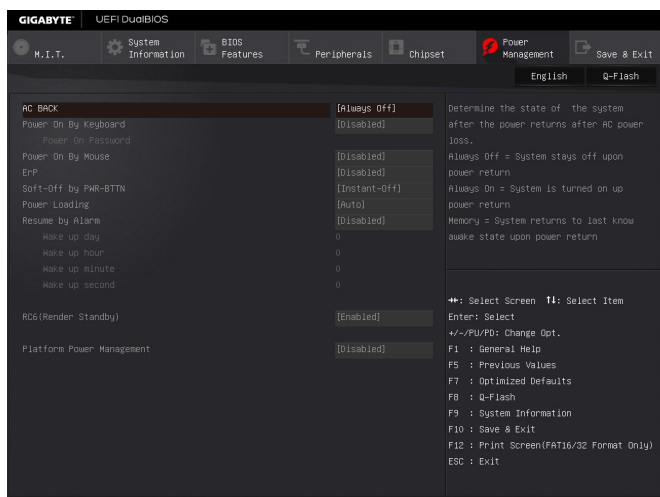 GIGABYTE™ UEFI DualBIOS
M.I.T. System Information BIOS Features Peripherals Chipset Power Management Save & Exit
English Q-Flash
AC BACK [Always Off]
Power On By Keyboard [Disabled]
Power On Password
Power On By Mouse [Disabled]
ErP [Disabled]
Soft-Off by PWR-BTTN [Instant-Off]
Power Loading [Auto]
Resume by Alarm [Disabled]
Wake up day 0
Wake up hour 0
Wake up minute 0
Wake up second 0
RC6(Render Standby) [Enabled]
Platform Power Management [Disabled]
Determine the state of the system
after the power returns after AC power
loss.
Always Off = System stays off upon
power return
Always On = System is turned on up
power return
Memory = System returns to last know
awake state upon power return
→←: Select Screen ↑↓: Select Item
Enter: Select
+/-/PU/PD: Change Opt.
F1 : General Help
F5 : Previous Values
F7 : Optimized Defaults
F8 : Q-Flash
F9 : System Information
F10 : Save & Exit
F12 : Print Screen(FAT16/32 Format Only)
ESC : Exit